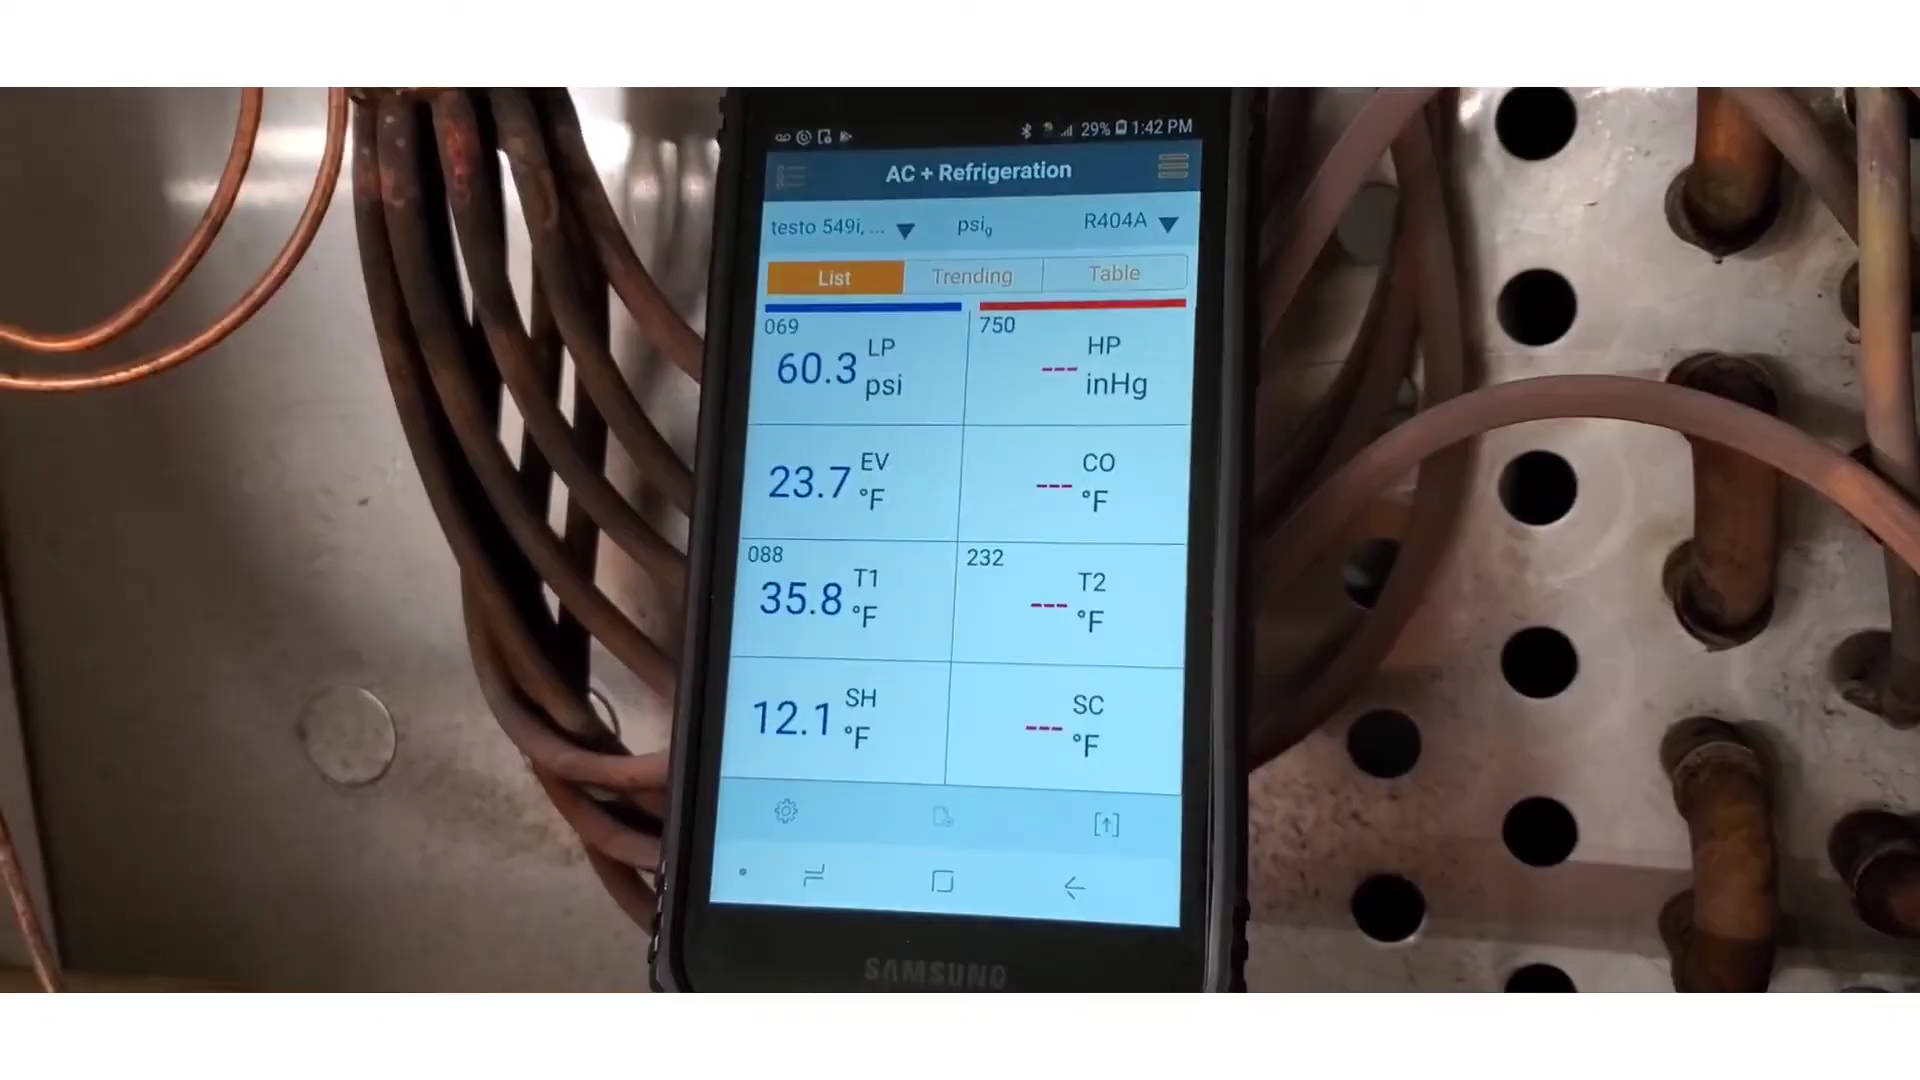 29% 1:42 PM
AC + Refrigeration
testo 549i, ... psig R404A
List Trending Table
069 750
60.3 LP psi --- HP inHg
23.7 EV °F --- CO °F
088 232
35.8 T1 °F --- T2 °F
12.1 SH °F --- SC °F
SAMSUNG